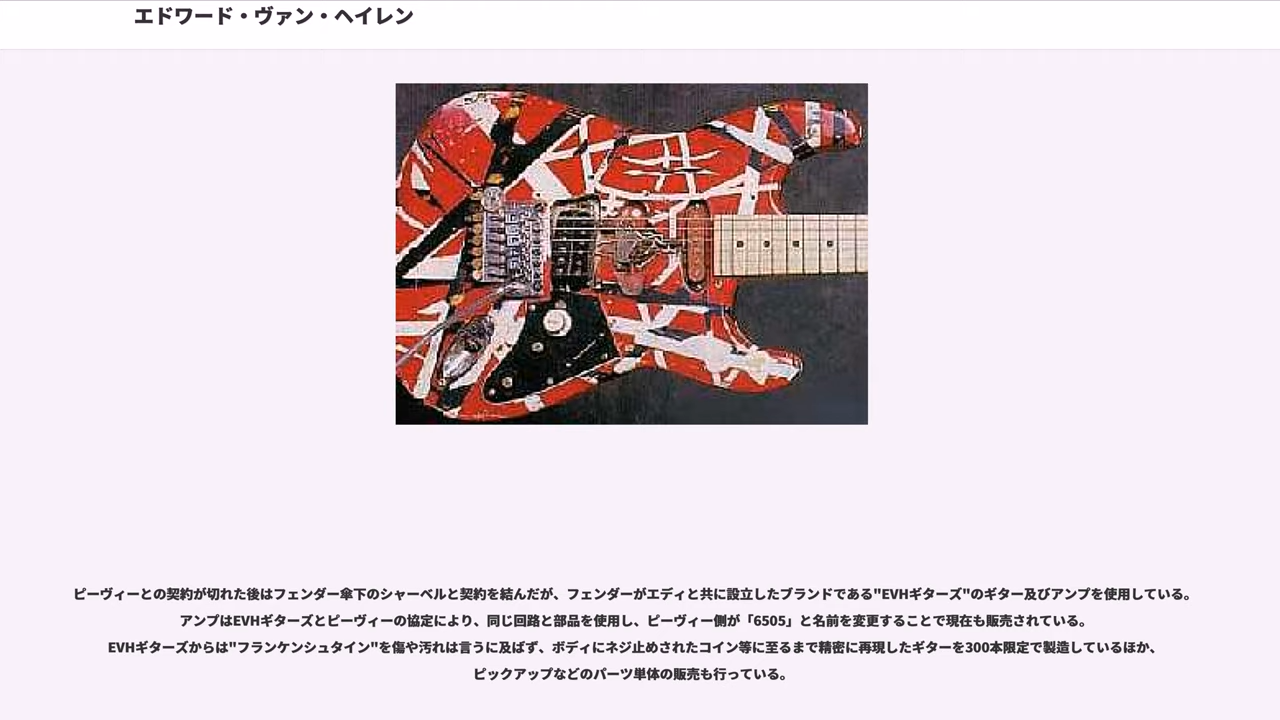 エドワード・ヴァン・ヘイレン
ピーヴィーとの契約が切れた後はフェンダー傘下のシャーベルと契約を結んだが、フェンダーがエディと共に設立したブランドである"EVHギターズ"のギター及びアンプを使用している。
アンプはEVHギターズとピーヴィーの協定により、同じ回路と部品を使用し、ピーヴィー側が「6505」と名前を変更することで現在も販売されている。
EVHギターズからは"フランケンシュタイン"を傷や汚れは言うに及ばず、ボディにネジ止めされたコイン等に至るまで精密に再現したギターを300本限定で製造しているほか、
ピックアップなどのパーツ単体の販売も行っている。